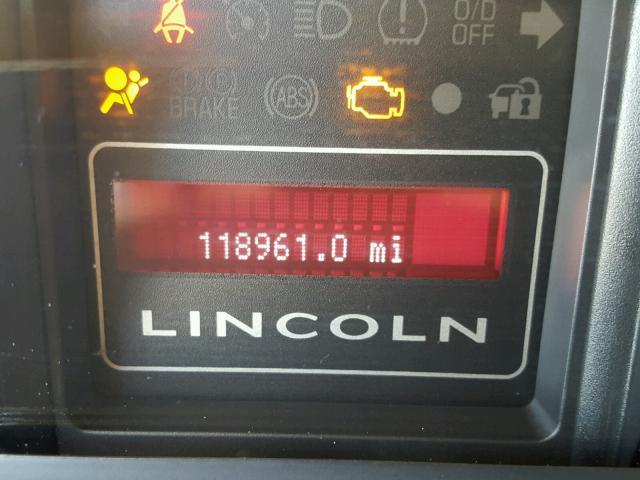 O/D
OFF
BRAKE
ABS
118961.0 mi
LINCOLN